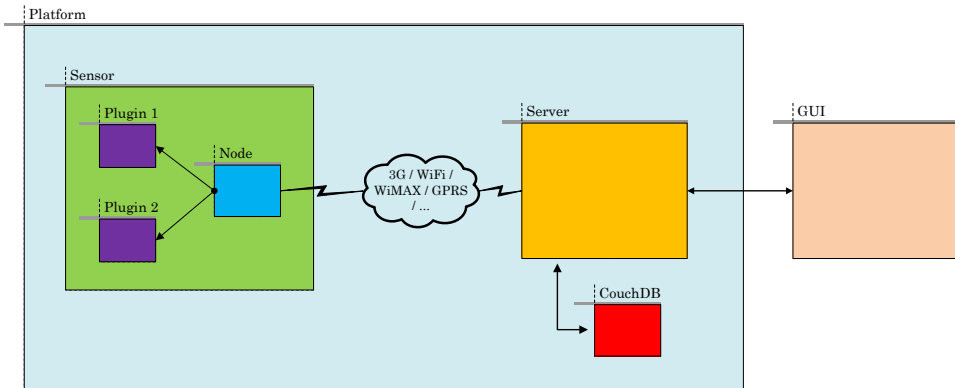 Platform
Sensor
Plugin 1
Node
Plugin 2
3G / WiFi /
WiMAX / GPRS
/ ...
Server
CouchDB
GUI